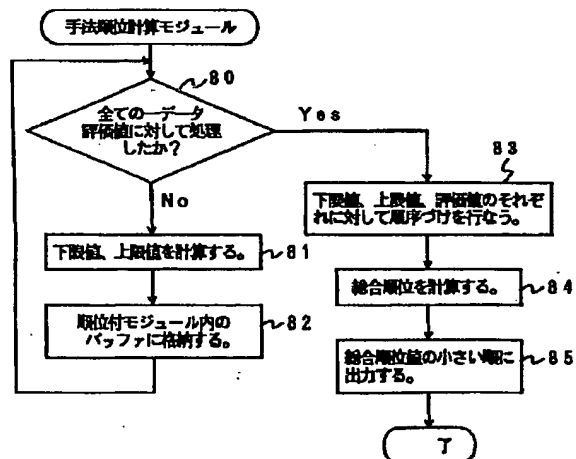 手法順位計算モジュール
80
全てのーデータ
評価値に対して処理
したか?
Yes
No
83
下限値、上限値、評価値のそれぞ
れに対して順序づけを行なう。
下限値、上限値を計算する。
81
総合順位を計算する。
84
順位付モジュール内の
バッファに格納する。
82
総合順位値の小さい順に
出力する。
85
了